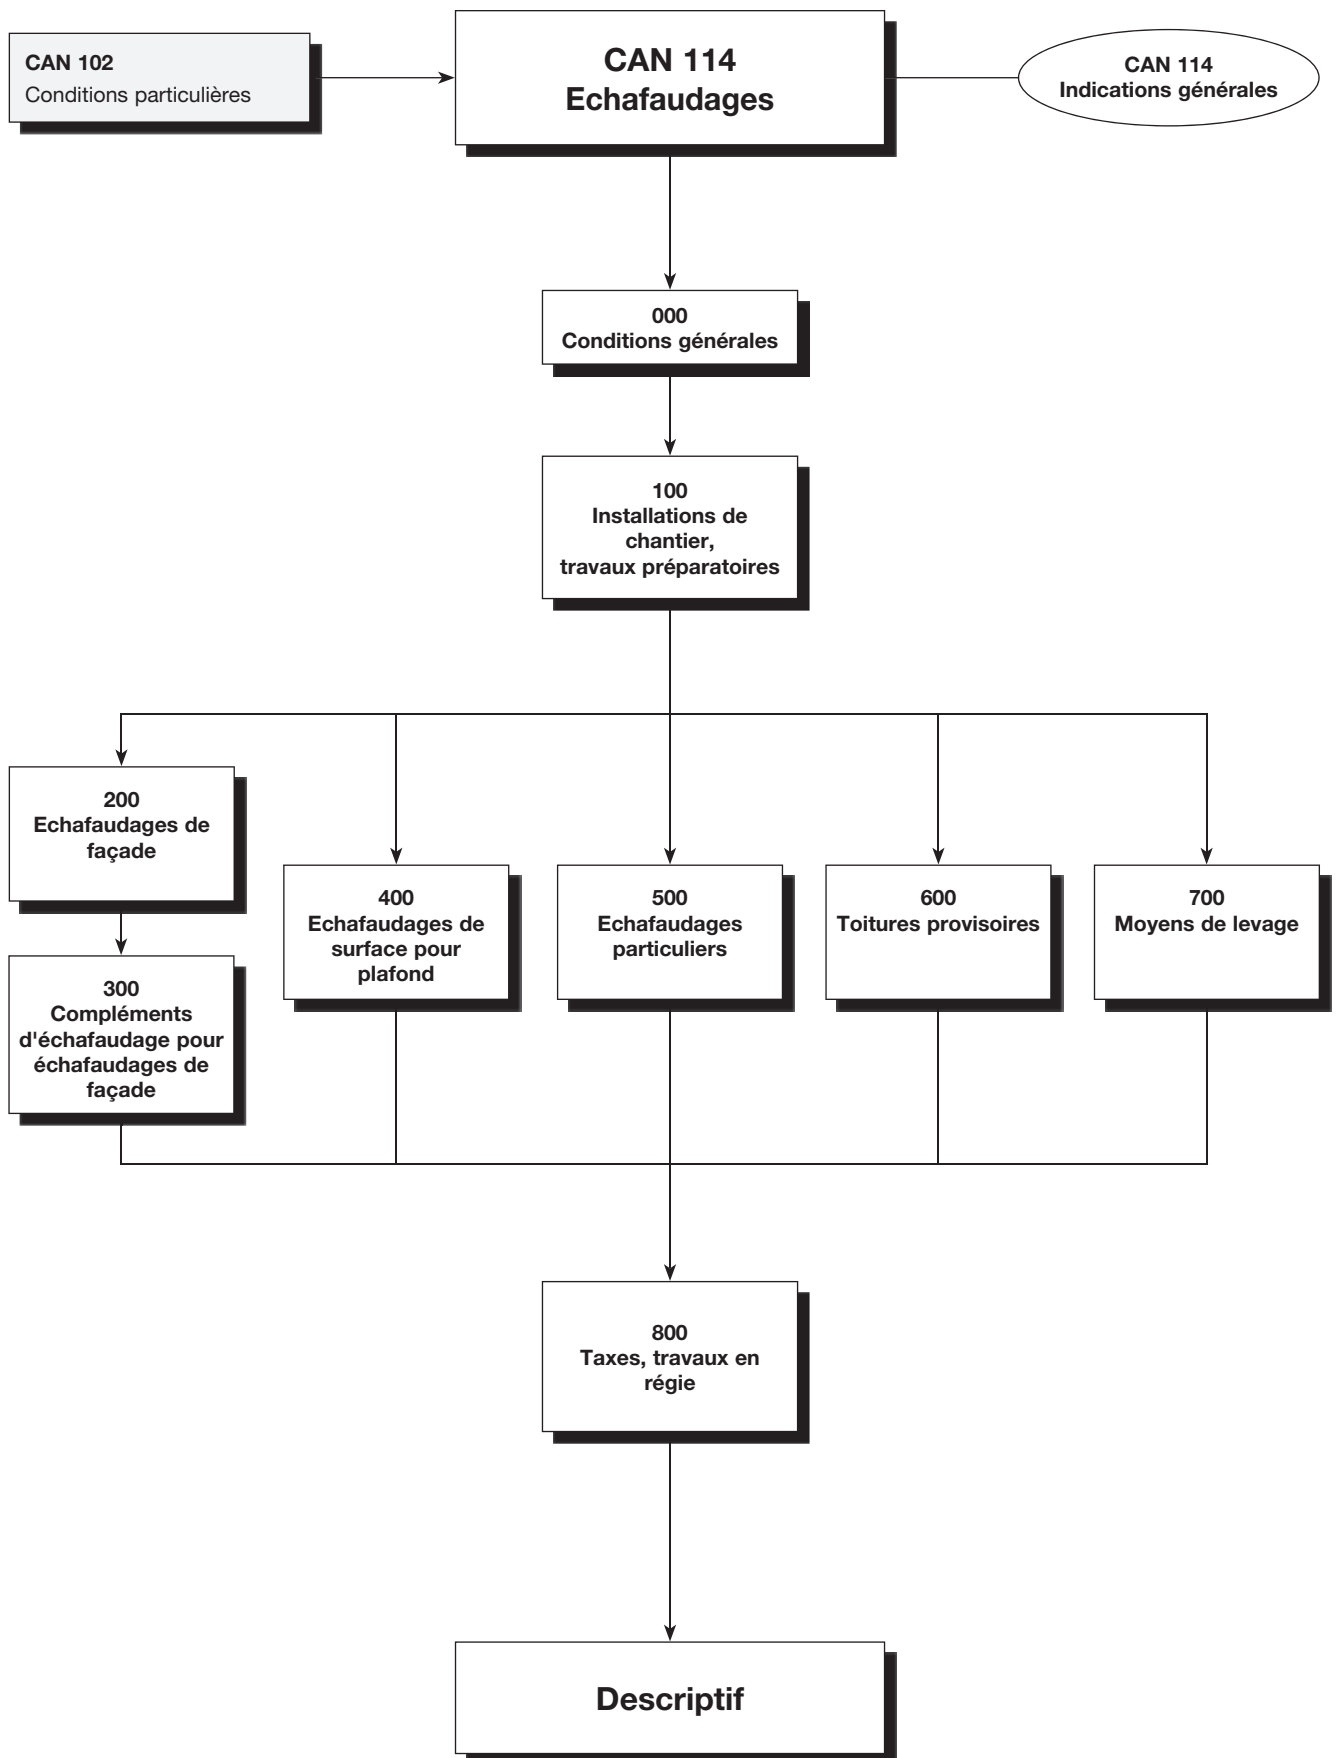 CAN 102
Conditions particulières
CAN 114
Echafaudages
CAN 114
Indications générales
000
Conditions générales
100
Installations de
chantier,
travaux préparatoires
200
Echafaudages de
façade
300
Compléments
d'échafaudage pour
échafaudages de
façade
400
Echafaudages de
surface pour
plafond
500
Echafaudages
particuliers
600
Toitures provisoires
700
Moyens de levage
800
Taxes, travaux en
régie
Descriptif